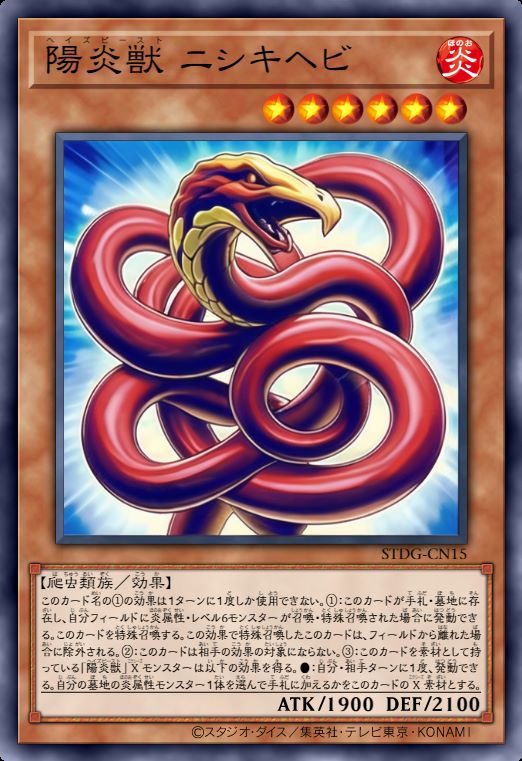 ヘイズビースト
陽炎獣 ニシキヘビ
ほのお
炎
STDG-CN15
【爬虫類族／効果】
このカード名の①の効果は1ターンに1度しか使用できない。①:このカードが手札・墓地に存
在し、自分フィールドに炎属性・レベル6モンスターが召喚・特殊召喚された場合に発動でき
る。このカードを特殊召喚する。この効果で特殊召喚したこのカードは、フィールドから離れた場
合に除外される。②:このカードは相手の効果の対象にならない。③:このカードを素材として持
っている「陽炎獣」Xモンスターは以下の効果を得る。●:自分・相手ターンに1度、発動でき
る。自分の墓地の炎属性モンスター1体を選んで手札に加えるかこのカードのX素材とする。
ATK/1900 DEF/2100
©スタジオ・ダイス/集英社・テレビ東京・KONAMI